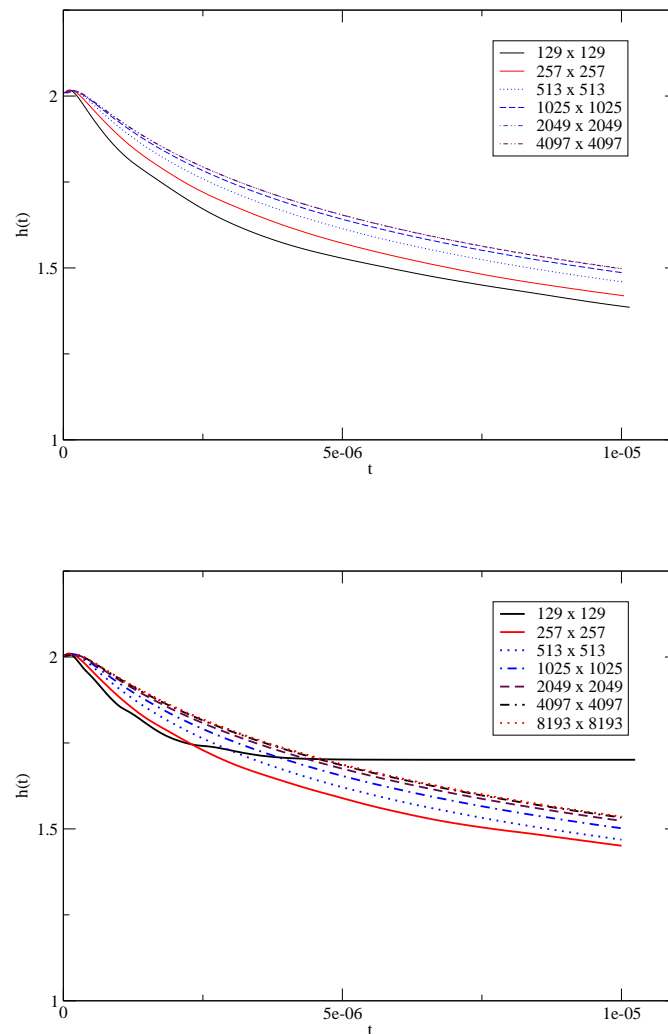 129 x 129
257 x 257
513 x 513
1025 x 1025
2049 x 2049
4097 x 4097
2
1.5
1
h(t)
0
5e-06
1e-05
t
129 x 129
257 x 257
513 x 513
1025 x 1025
2049 x 2049
4097 x 4097
8193 x 8193
2
1.5
1
h(t)
0
5e-06
1e-05
t